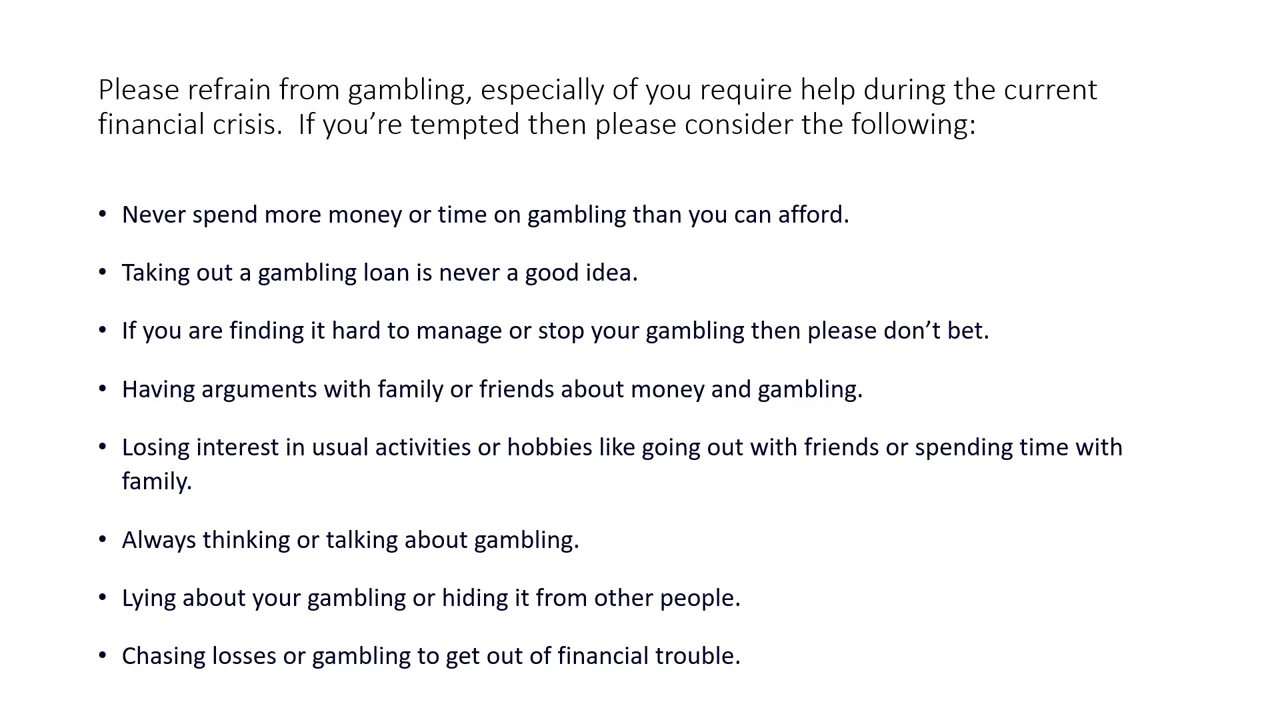 Please refrain from gambling, especially of you require help during the current
financial crisis.  If you’re tempted then please consider the following:
• Never spend more money or time on gambling than you can afford.
• Taking out a gambling loan is never a good idea.
• If you are finding it hard to manage or stop your gambling then please don’t bet.
• Having arguments with family or friends about money and gambling.
• Losing interest in usual activities or hobbies like going out with friends or spending time with
family.
• Always thinking or talking about gambling.
• Lying about your gambling or hiding it from other people.
• Chasing losses or gambling to get out of financial trouble.